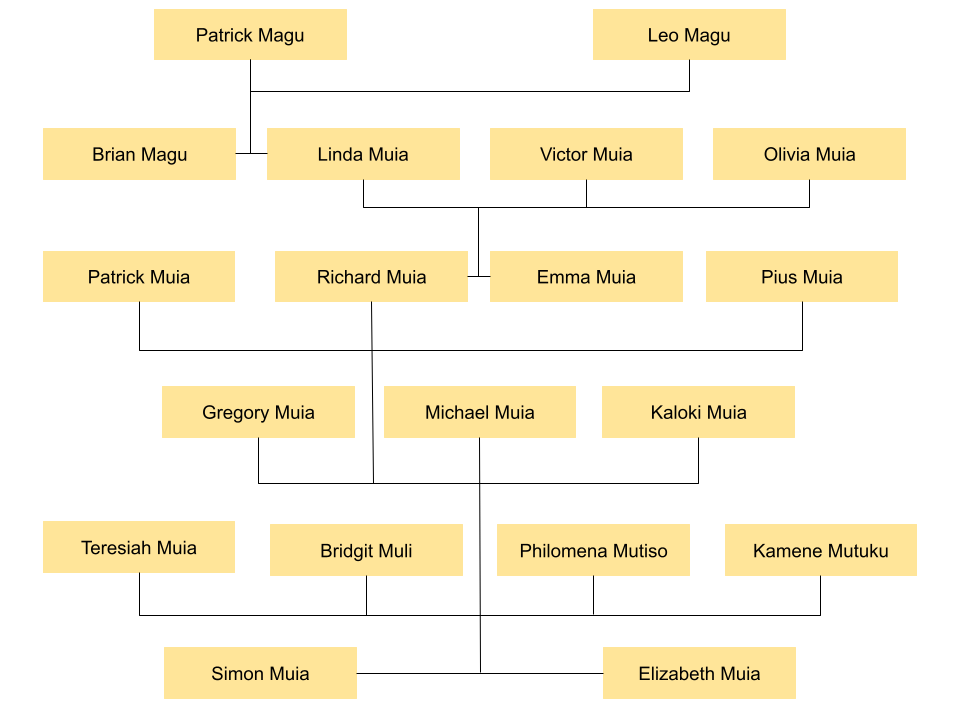 Patrick Magu
Leo Magu
Brian Magu
Linda Muia
Victor Muia
Olivia Muia
Patrick Muia
Richard Muia
Emma Muia
Pius Muia
Gregory Muia
Michael Muia
Kaloki Muia
Teresiah Muia
Bridgit Muli
Philomena Mutiso
Kamene Mutuku
Simon Muia
Elizabeth Muia